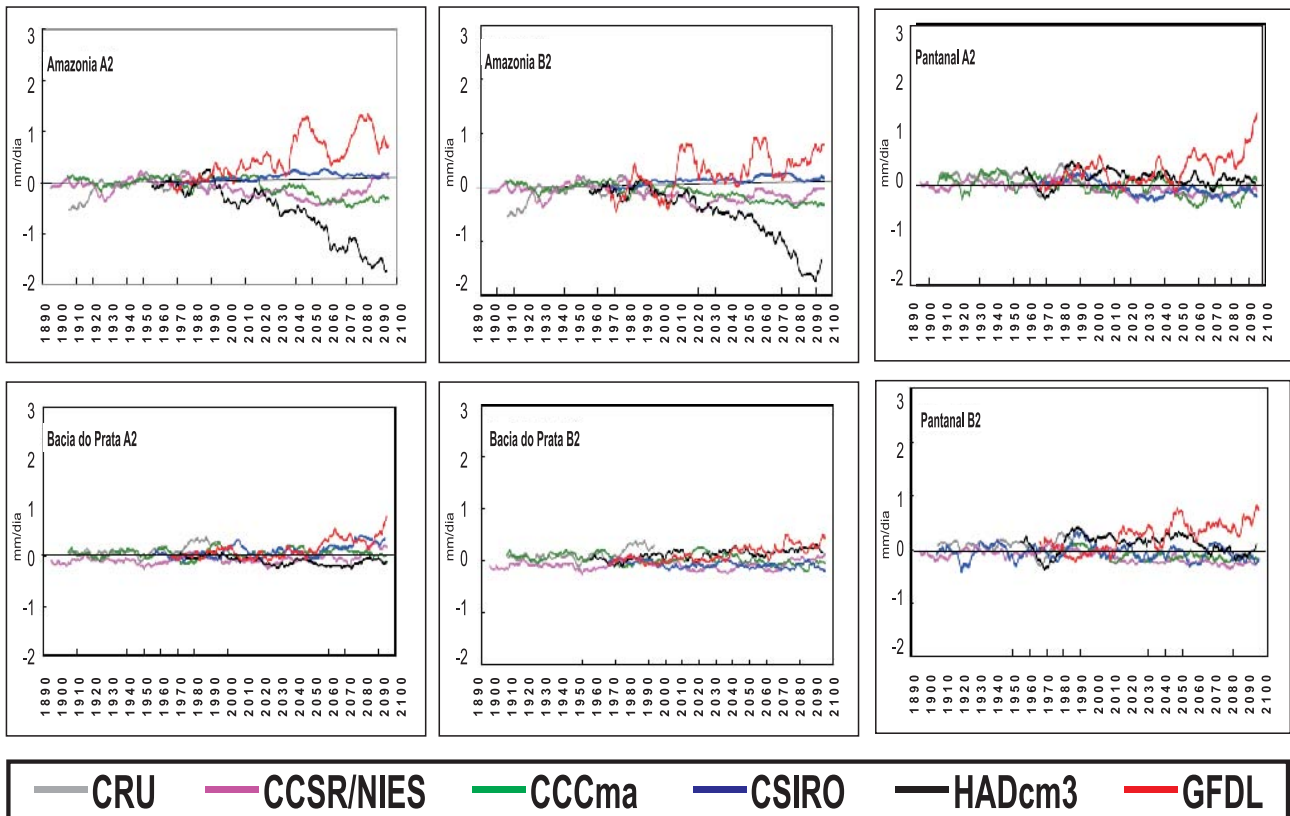 Amazonia A2
3
2
1
0
-1
-2
mm/dia
1890 1900 1910 1920 1930 1940 1950 1960 1970 1980 1990 2000 2010 2020 2030 2040 2050 2060 2070 2080 2090 2100
Amazonia B2
3
2
1
0
-1
-2
mm/dia
1890 1900 1910 1920 1930 1940 1950 1960 1970 1980 1990 2000 2010 2020 2030 2040 2050 2060 2070 2080 2090 2100
Pantanal A2
3
2
1
0
-1
-2
mm/dia
1890 1900 1910 1920 1930 1940 1950 1960 1970 1980 1990 2000 2010 2020 2030 2040 2050 2060 2070 2080 2090 2100
Bacia do Prata A2
3
2
1
0
-1
-2
mm/dia
1890 1900 1910 1920 1930 1940 1950 1960 1970 1980 1990 2000 2010 2020 2030 2040 2050 2060 2070 2080 2090 2100
Bacia do Prata B2
3
2
1
0
-1
-2
mm/dia
1890 1900 1910 1920 1930 1940 1950 1960 1970 1980 1990 2000 2010 2020 2030 2040 2050 2060 2070 2080 2090 2100
Pantanal B2
3
2
1
0
-1
-2
mm/dia
1890 1900 1910 1920 1930 1940 1950 1960 1970 1980 1990 2000 2010 2020 2030 2040 2050 2060 2070 2080 2090 2100
CRU CCSR/NIES CCCma CSIRO HADcm3 GFDL